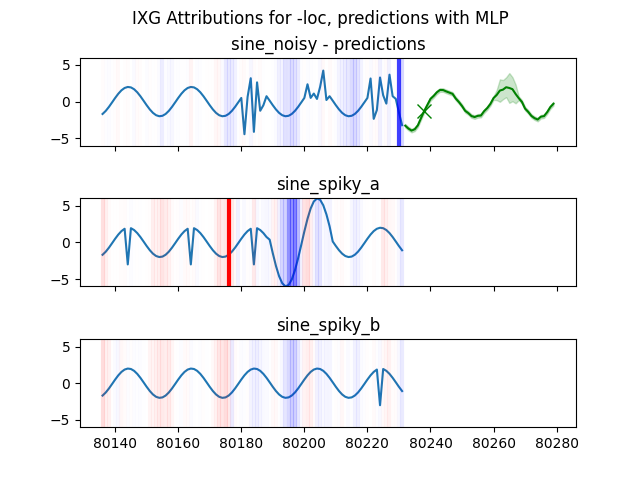 IXG Attributions for -loc, predictions with MLP
sine_noisy - predictions
5
0
−5
sine_spiky_a
5
0
−5
sine_spiky_b
5
0
−5
80140 80160 80180 80200 80220 80240 80260 80280